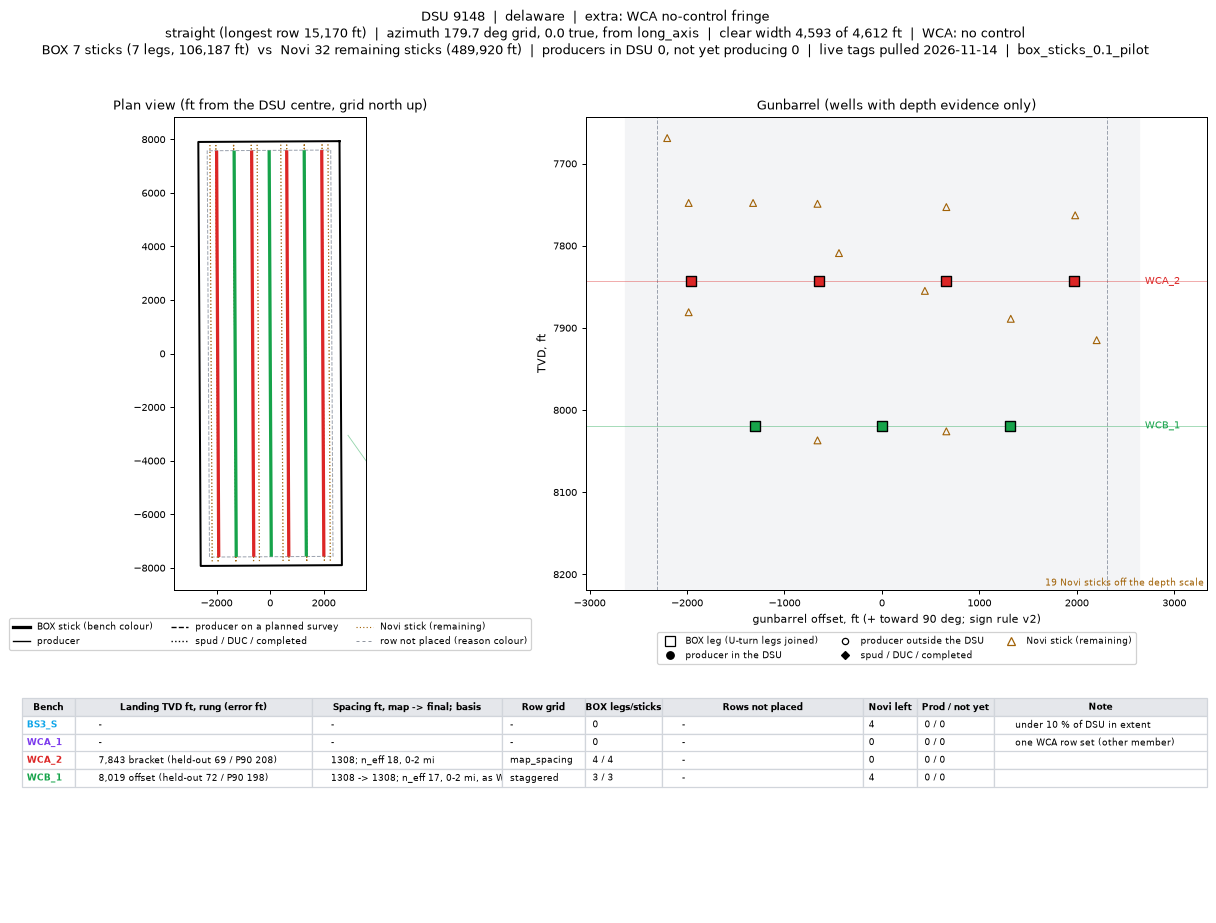 DSU 9148 | delaware | extra: WCA no-control fringe
straight (longest row 15,170 ft) | azimuth 179.7 deg grid, 0.0 true, from long_axis | clear width 4,593 of 4,612 ft | WCA: no control
BOX 7 sticks (7 legs, 106,187 ft) vs Novi 32 remaining sticks (489,920 ft) | producers in DSU 0, not yet producing 0 | live tags pulled 2026-11-14 | box_sticks_0.1_pilot
Plan view (ft from the DSU centre, grid north up)
8000
6000
4000
2000
0
−2000
−4000
−6000
−8000
−2000 0 2000
BOX stick (bench colour)
producer
producer on a planned survey
spud / DUC / completed
Novi stick (remaining)
row not placed (reason colour)
Gunbarrel (wells with depth evidence only)
TVD, ft
7700
7800
7900
8000
8100
8200
WCA_2
WCB_1
19 Novi sticks off the depth scale
−3000 −2000 −1000 0 1000 2000 3000
gunbarrel offset, ft (+ toward 90 deg; sign rule v2)
BOX leg (U-turn legs joined)
producer in the DSU
producer outside the DSU
spud / DUC / completed
Novi stick (remaining)
Bench Landing TVD ft, rung (error ft) Spacing ft, map -> final; basis Row grid BOX legs/sticks Rows not placed Novi left Prod / not yet Note
BS3_S - - - 0 - 4 0 / 0 under 10 % of DSU in extent
WCA_1 - - - 0 - 0 0 / 0 one WCA row set (other member)
WCA_2 7,843 bracket (held-out 69 / P90 208) 1308; n_eff 18, 0-2 mi map_spacing 4 / 4 - 0 0 / 0
WCB_1 8,019 offset (held-out 72 / P90 198) 1308 -> 1308; n_eff 17, 0-2 mi, as staggered 3 / 3 - 4 0 / 0